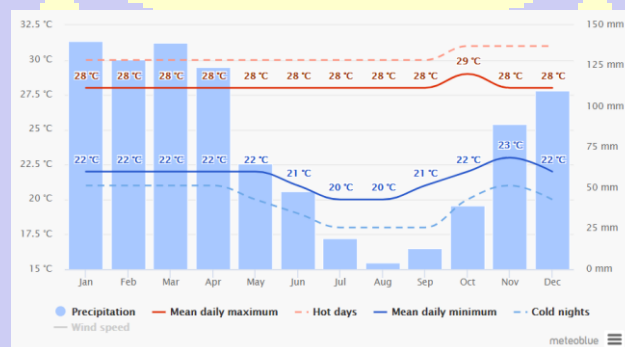 32.5 °C
30 °C
27.5 °C
25 °C
22.5 °C
20 °C
17.5 °C
15 °C
150 mm
125 mm
100 mm
75 mm
50 mm
25 mm
0 mm
28 °C 28 °C 28 °C 28 °C 28 °C 28 °C 28 °C 28 °C 28 °C 29 °C 28 °C 28 °C
22 °C 22 °C 22 °C 22 °C 22 °C 21 °C 20 °C 20 °C 21 °C 22 °C 23 °C 22 °C
Jan Feb Mar Apr May Jun Jul Aug Sep Oct Nov Dec
Precipitation Mean daily maximum Hot days Mean daily minimum Cold nights
Wind speed
meteoblue